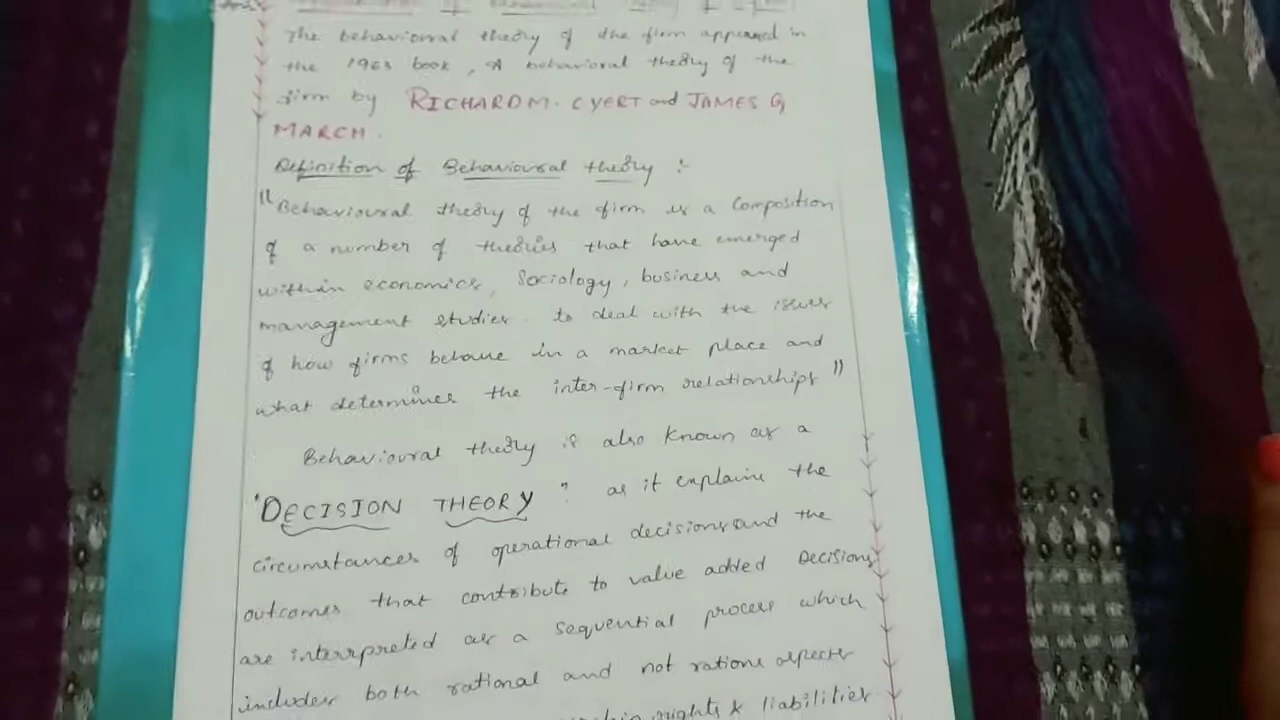 The behavioral theory of the firm appeared in
the 1963 book, A behavioral theory of the
firm by RICHARD M. CYERT and JAMES G,
MARCH.
Definition of Behavioural theory :-
"Behavioural theory of the firm is a Composition
of a number of theories that have emerged
within economics, Sociology, business and
management studies. to deal with the issues
of how firms behave in a market place and
what determines the inter-firm relationships"
Behavioural theory is also known as a
'DECISION THEORY". as it explains the
circumstances of operational decisions and the
outcomes that contribute to value added Decisions
are interpreted as a sequential process which
includes both rational and not rationa aspects
rights & liabilities